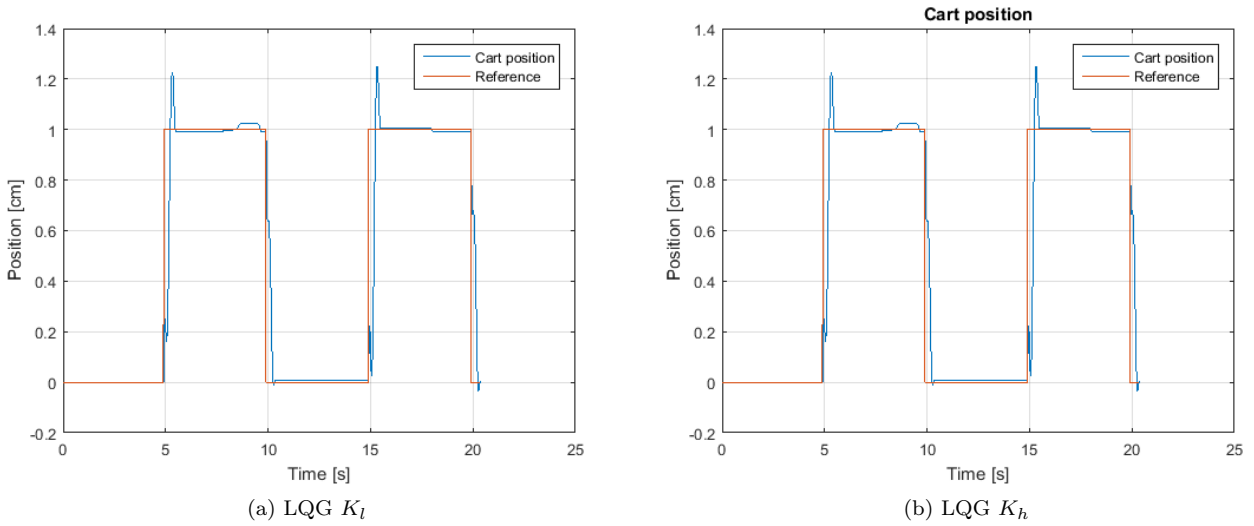 1.4
1.2
1
0.8
0.6
0.4
0.2
0
-0.2
Position [cm]
Cart position
Reference
0
5
10
15
20
25
Time [s]
(a) LQG K_l
Cart position
1.4
1.2
1
0.8
0.6
0.4
0.2
0
-0.2
Position [cm]
Cart position
Reference
0
5
10
15
20
25
Time [s]
(b) LQG K_h